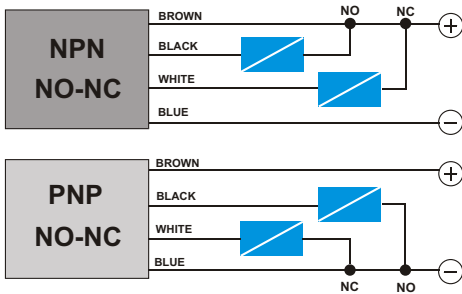 NPN
NO-NC
BROWN
BLACK
WHITE
BLUE
NO
NC
+
−
PNP
NO-NC
BROWN
BLACK
WHITE
BLUE
NC
NO
+
−